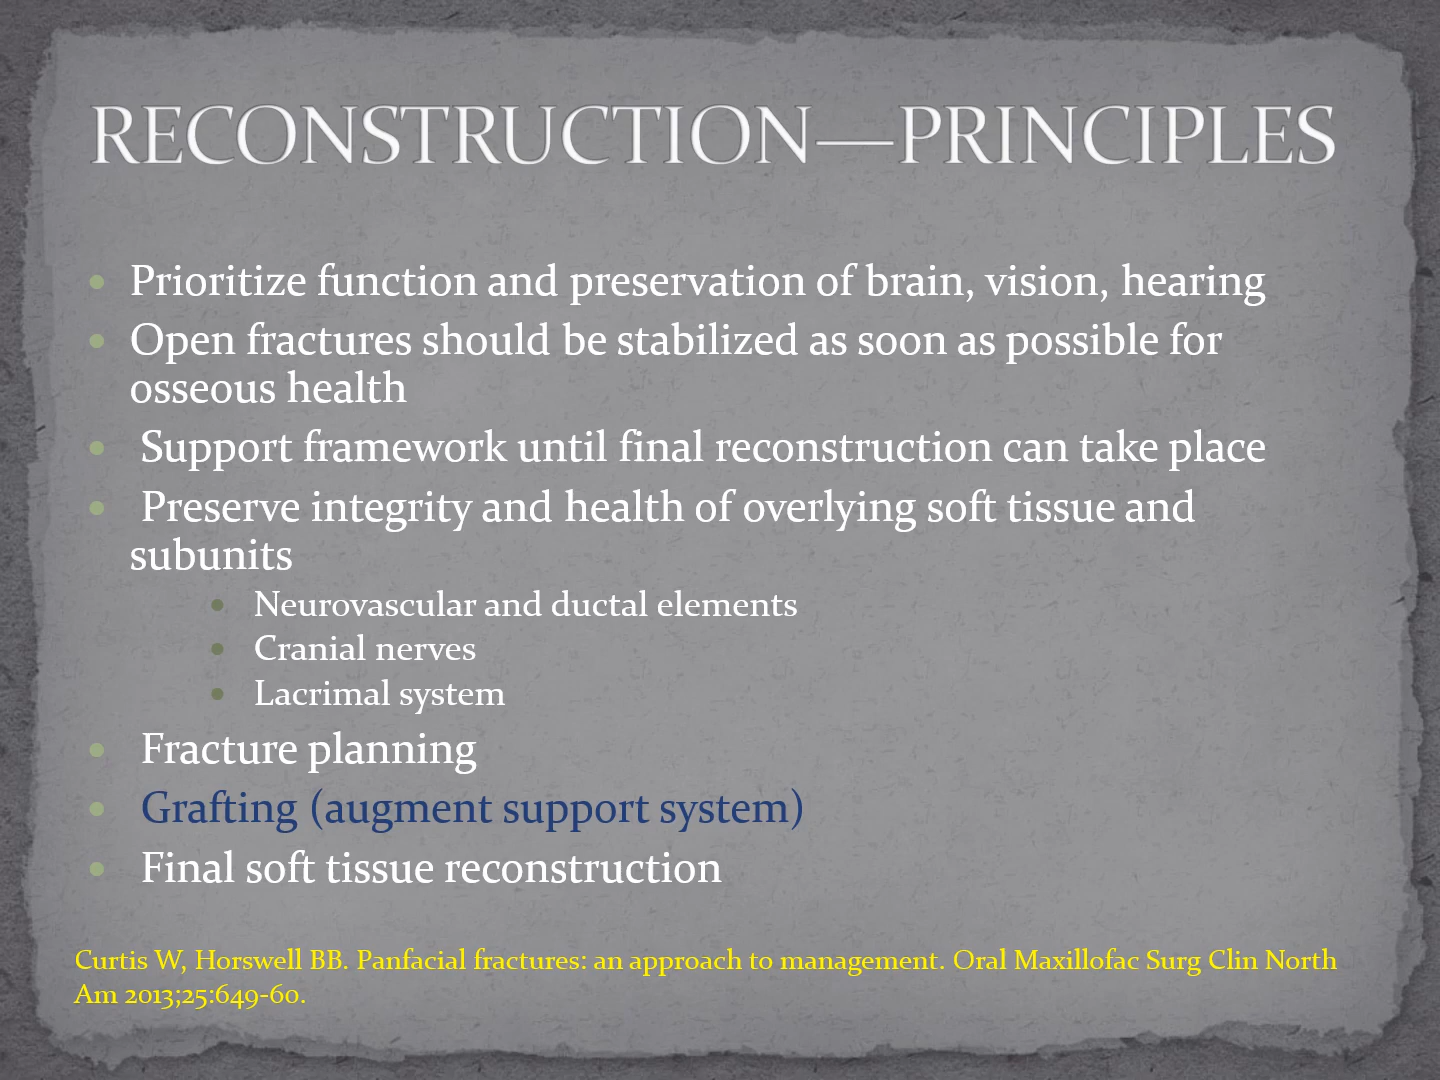 RECONSTRUCTION—PRINCIPLES
Prioritize function and preservation of brain, vision, hearing
Open fractures should be stabilized as soon as possible for
osseous health
Support framework until final reconstruction can take place
Preserve integrity and health of overlying soft tissue and
subunits
Neurovascular and ductal elements
Cranial nerves
Lacrimal system
Fracture planning
Grafting (augment support system)
Final soft tissue reconstruction
Curtis W, Horswell BB. Panfacial fractures: an approach to management. Oral Maxillofac Surg Clin North
Am 2013;25:649-60.